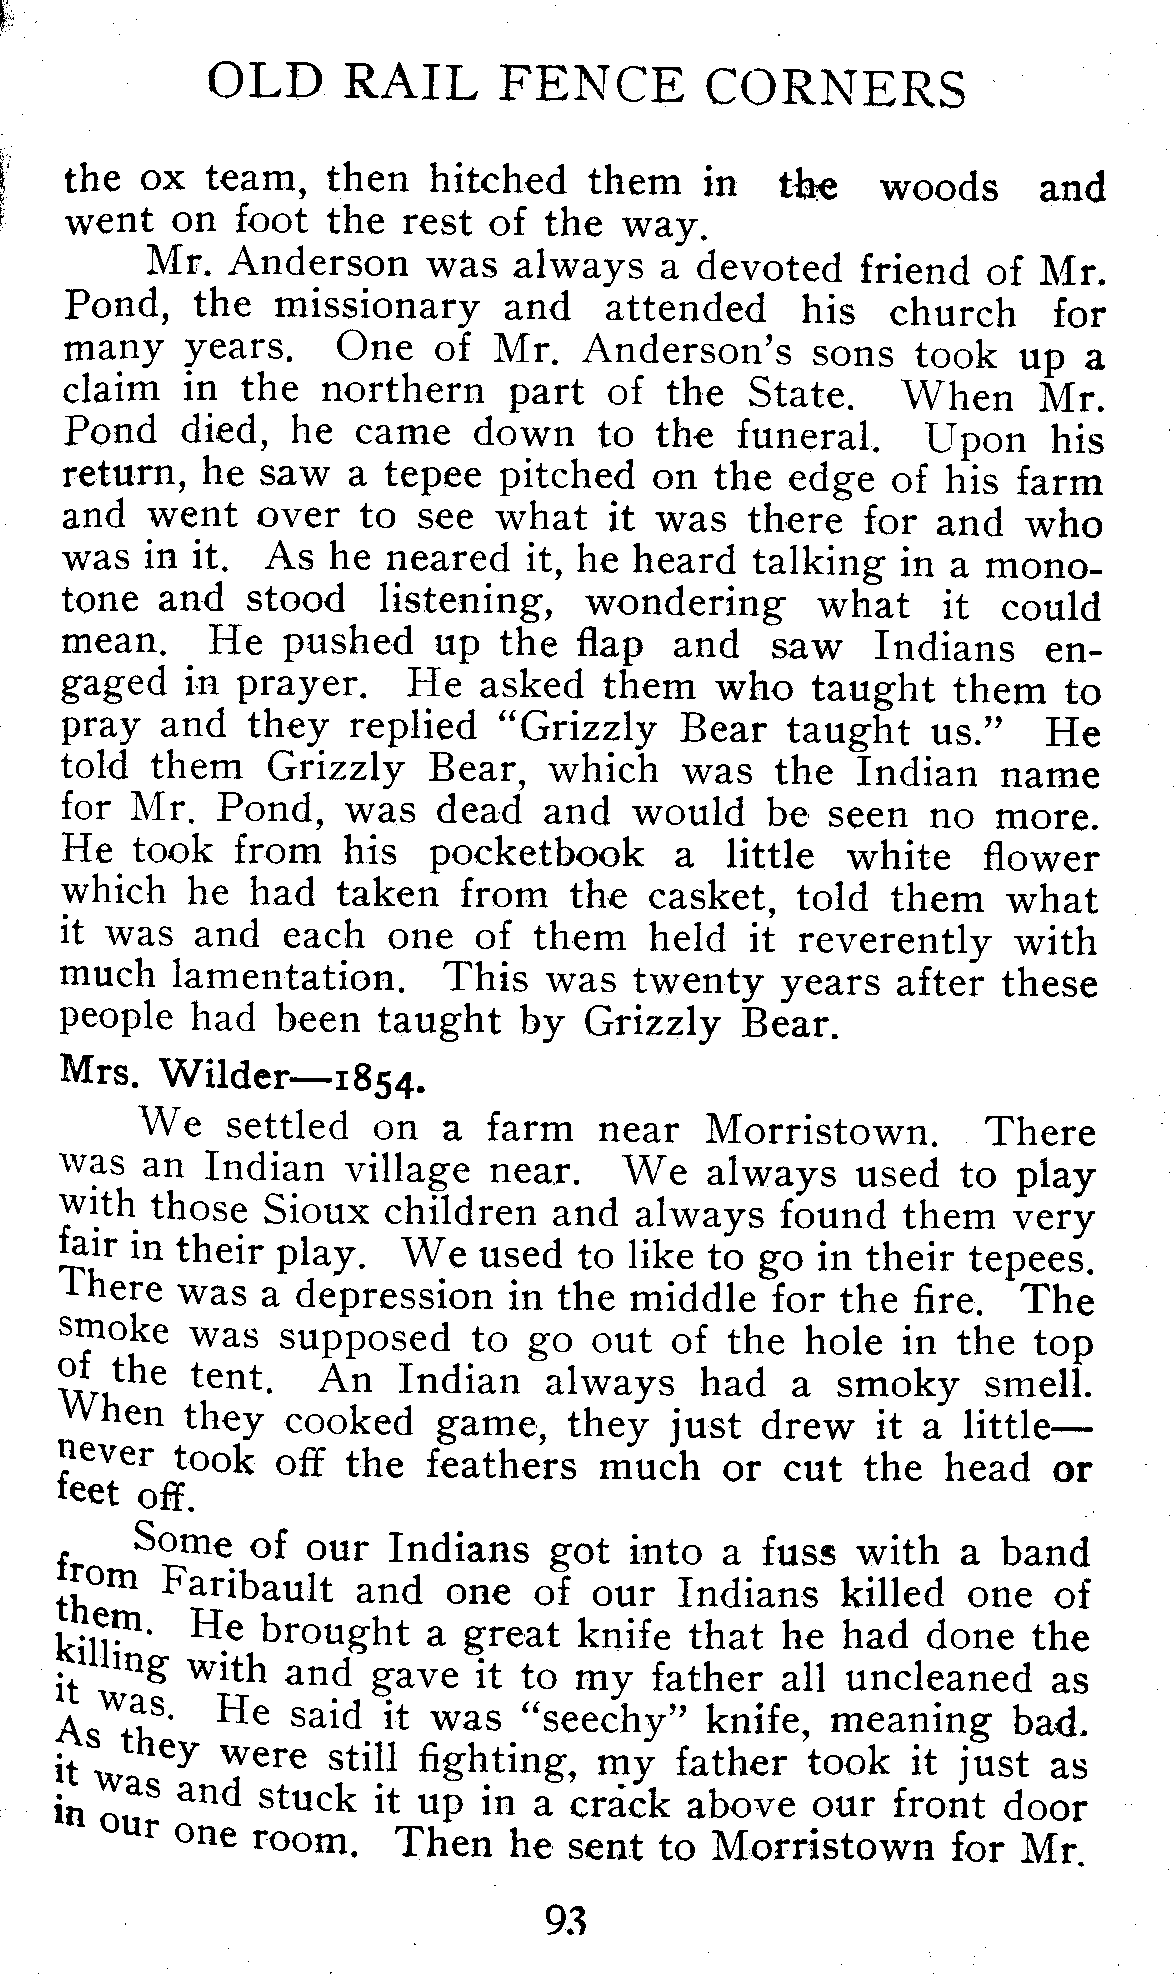 OLD RAIL FENCE CORNERS
the ox team, then hitched them in the woods and
went on foot the rest of the way.
Mr. Anderson was always a devoted friend of Mr.
Pond, the missionary and attended his church for
many years. One of Mr. Anderson's sons took up a
claim in the northern part of the State. When Mr.
Pond died, he came down to the funeral. Upon his
return, he saw a tepee pitched on the edge of his farm
and went over to see what it was there for and who
was in it. As he neared it, he heard talking in a mono-
tone and stood listening, wondering what it could
mean. He pushed up the flap and saw Indians en-
gaged in prayer. He asked them who taught them to
pray and they replied “Grizzly Bear taught us.” He
told them Grizzly Bear, which was the Indian name
for Mr. Pond, was dead and would be seen no more.
He took from his pocketbook a little white flower
which he had taken from the casket, told them what
it was and each one of them held it reverently with
much lamentation. This was twenty years after these
people had been taught by Grizzly Bear.
Mrs. Wilder—1854.
We settled on a farm near Morristown. There
was an Indian village near. We always used to play
with those Sioux children and always found them very
fair in their play. We used to like to go in their tepees.
There was a depression in the middle for the fire. The
smoke was supposed to go out of the hole in the top
of the tent. An Indian always had a smoky smell.
When they cooked game, they just drew it a little—
never took off the feathers much or cut the head or
feet off.
Some of our Indians got into a fuss with a band
from Faribault and one of our Indians killed one of
them. He brought a great knife that he had done the
killing with and gave it to my father all uncleaned as
it was. He said it was “seechy” knife, meaning bad.
As they were still fighting, my father took it just as
it was and stuck it up in a crack above our front door
in our one room. Then he sent to Morristown for Mr.
93